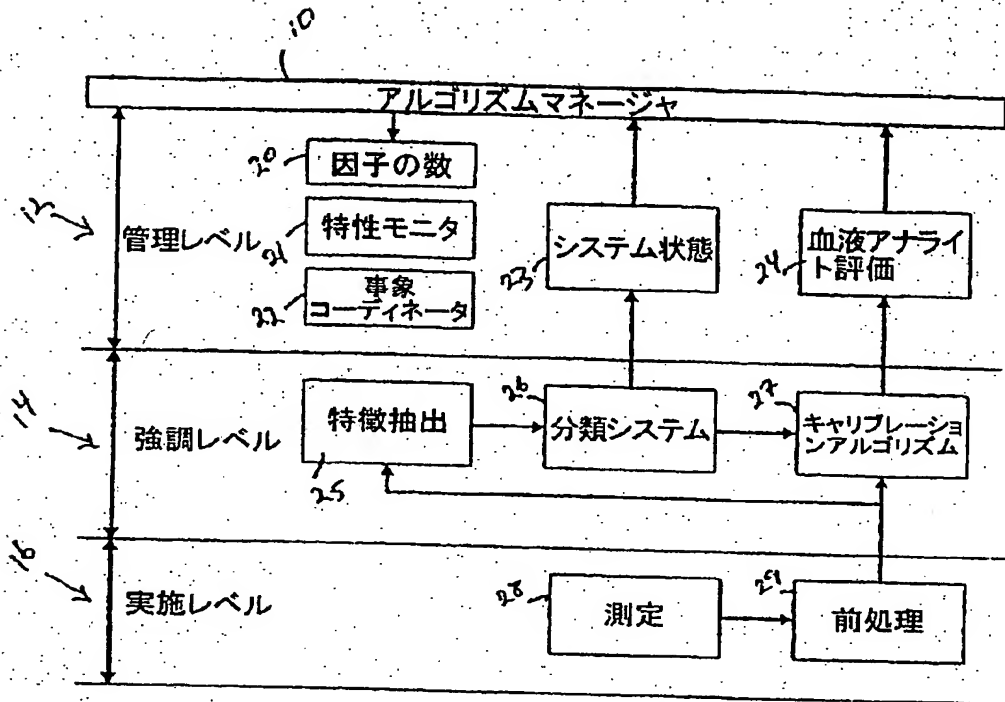 10
アルゴリズムマネージャ
20
因子の数
12
管理レベル
21
特性モニタ
22
事象
コーディネータ
23
システム状態
24
血液アナライ
ト評価
14
強調レベル
特徴抽出
25
26
分類システム
27
キャリブレーショ
ンアルゴリズム
16
実施レベル
28
測定
29
前処理